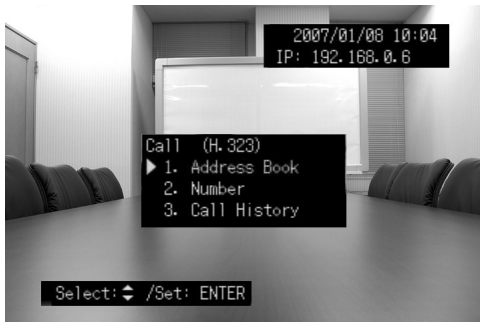 2007/01/08 10:04
IP: 192.168.0.6
Call (H.323)
1. Address Book
2. Number
3. Call History
Select: /Set: ENTER